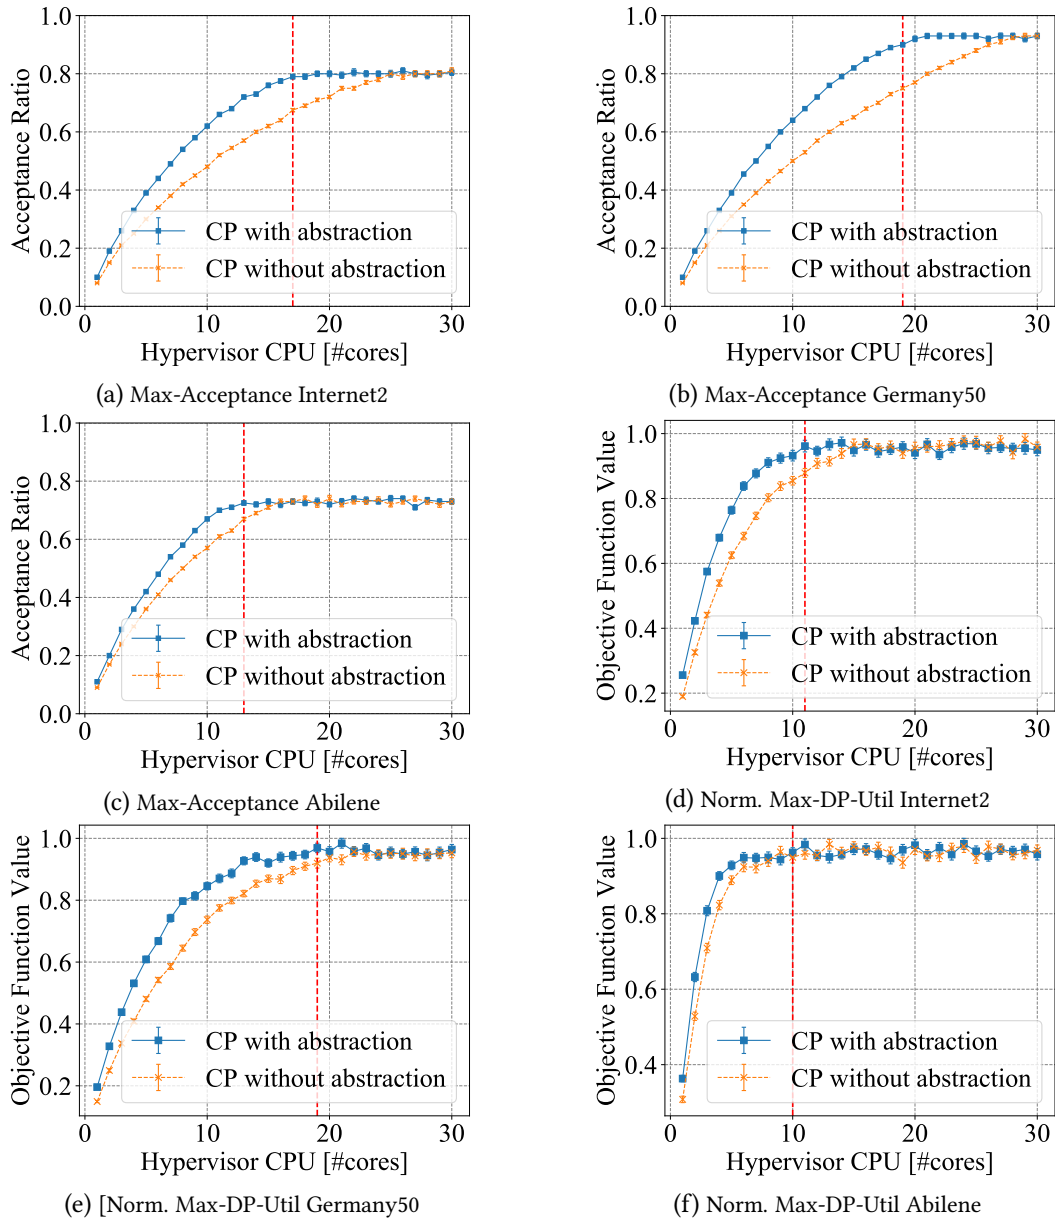 1.0
0.8
0.6
0.4
0.2
0.0
Acceptance Ratio
CP with abstraction
CP without abstraction
0 10 20 30
Hypervisor CPU [#cores]
(a) Max-Acceptance Internet2
1.0
0.8
0.6
0.4
0.2
0.0
Acceptance Ratio
CP with abstraction
CP without abstraction
0 10 20 30
Hypervisor CPU [#cores]
(b) Max-Acceptance Germany50
1.0
0.8
0.6
0.4
0.2
0.0
Acceptance Ratio
CP with abstraction
CP without abstraction
0 10 20 30
Hypervisor CPU [#cores]
(c) Max-Acceptance Abilene
1.0
0.8
0.6
0.4
0.2
Objective Function Value
CP with abstraction
CP without abstraction
0 10 20 30
Hypervisor CPU [#cores]
(d) Norm. Max-DP-Util Internet2
1.0
0.8
0.6
0.4
0.2
Objective Function Value
CP with abstraction
CP without abstraction
0 10 20 30
Hypervisor CPU [#cores]
(e) [Norm. Max-DP-Util Germany50
1.0
0.8
0.6
0.4
Objective Function Value
CP with abstraction
CP without abstraction
0 10 20 30
Hypervisor CPU [#cores]
(f) Norm. Max-DP-Util Abilene